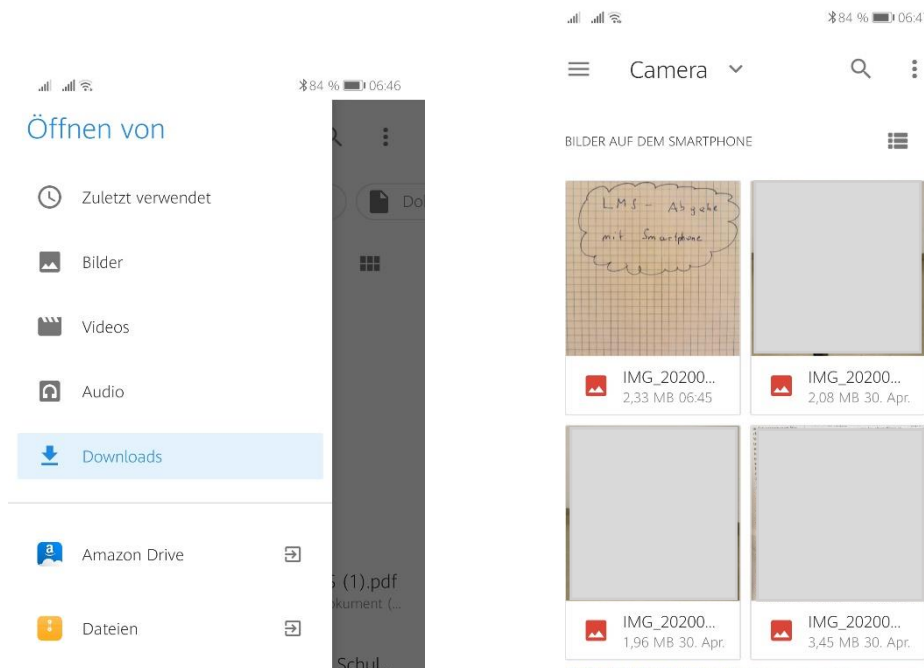 84 % 06:46
Öffnen von
Zuletzt verwendet
Bilder
Videos
Audio
Downloads
Amazon Drive
Dateien
(1).pdf
Schul
84 % 06:4
Camera
BILDER AUF DEM SMARTPHONE
LMS - Abgabe
mit Smartphone
IMG_20200...
2,33 MB 06:45
IMG_20200...
2,08 MB 30. Apr.
IMG_20200...
1,96 MB 30. Apr.
IMG_20200...
3,45 MB 30. Apr.